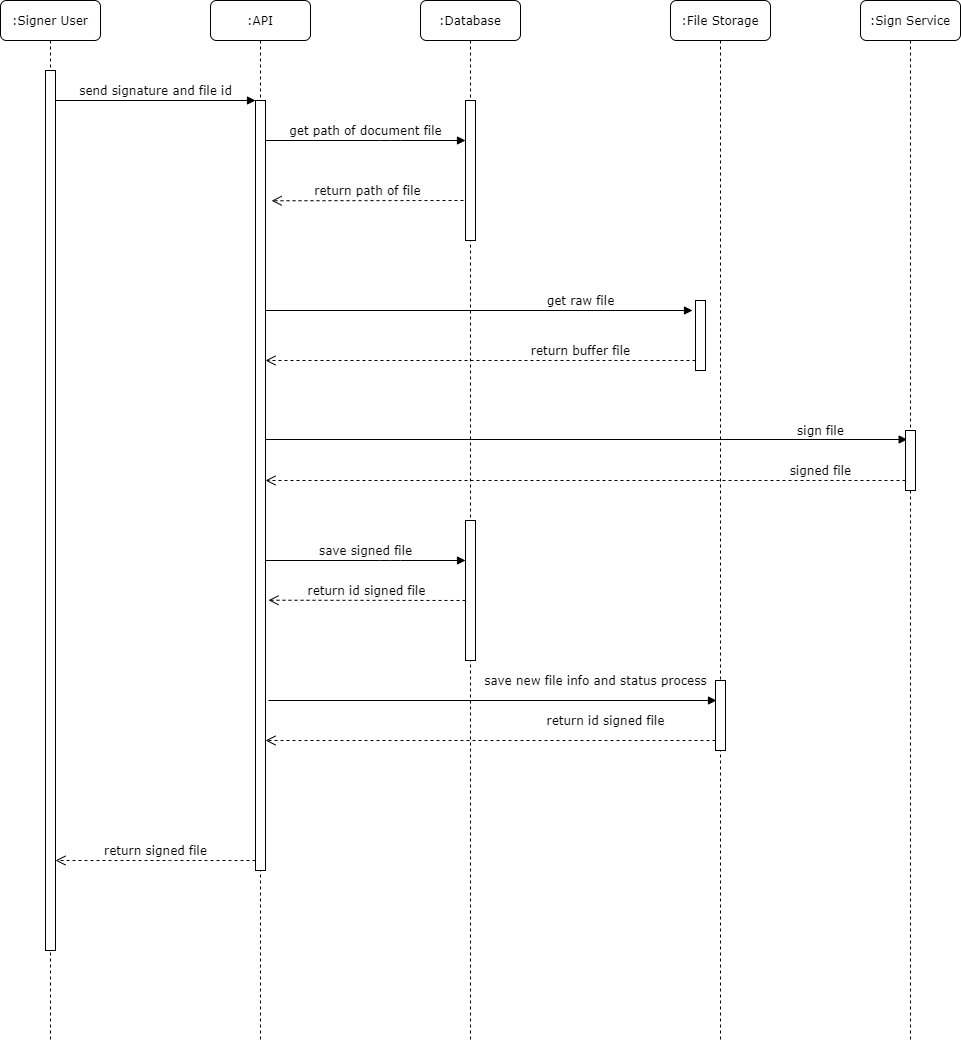 :Signer User
:API
:Database
:File Storage
:Sign Service
send signature and file id
get path of document file
return path of file
get raw file
return buffer file
sign file
signed file
save signed file
return id signed file
save new file info and status process
return id signed file
return signed file